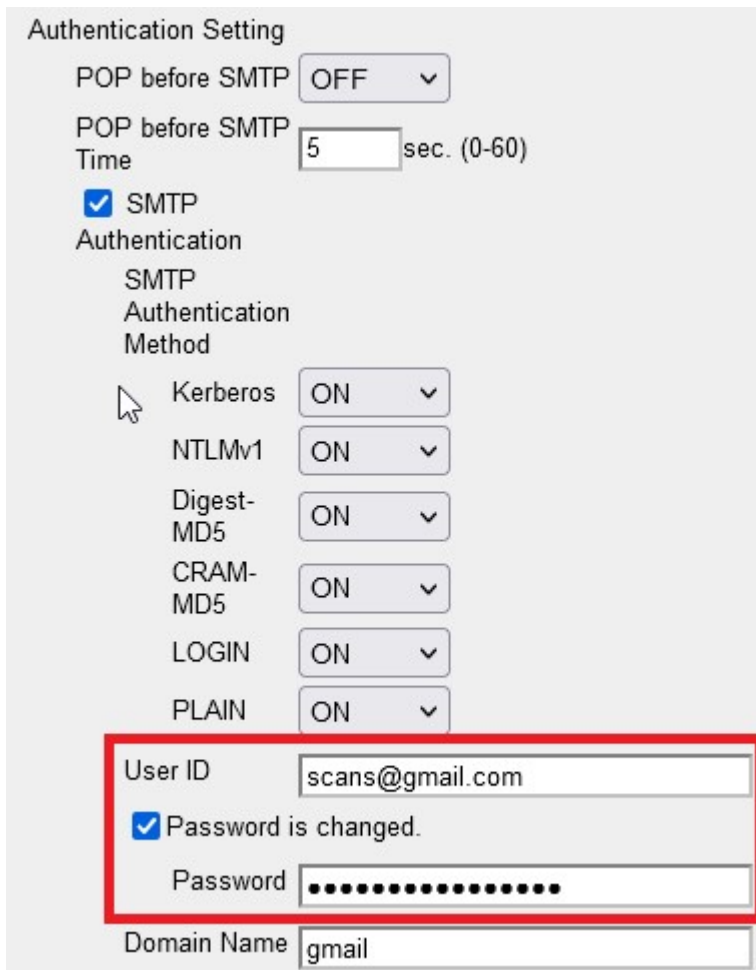 Authentication Setting
POP before SMTP OFF
POP before SMTP
Time 5 sec. (0-60)
SMTP
Authentication
SMTP
Authentication
Method
Kerberos ON
NTLMv1 ON
Digest-
MD5 ON
CRAM-
MD5 ON
LOGIN ON
PLAIN ON
User ID scans@gmail.com
Password is changed.
Password ••••••••••••••••
Domain Name gmail